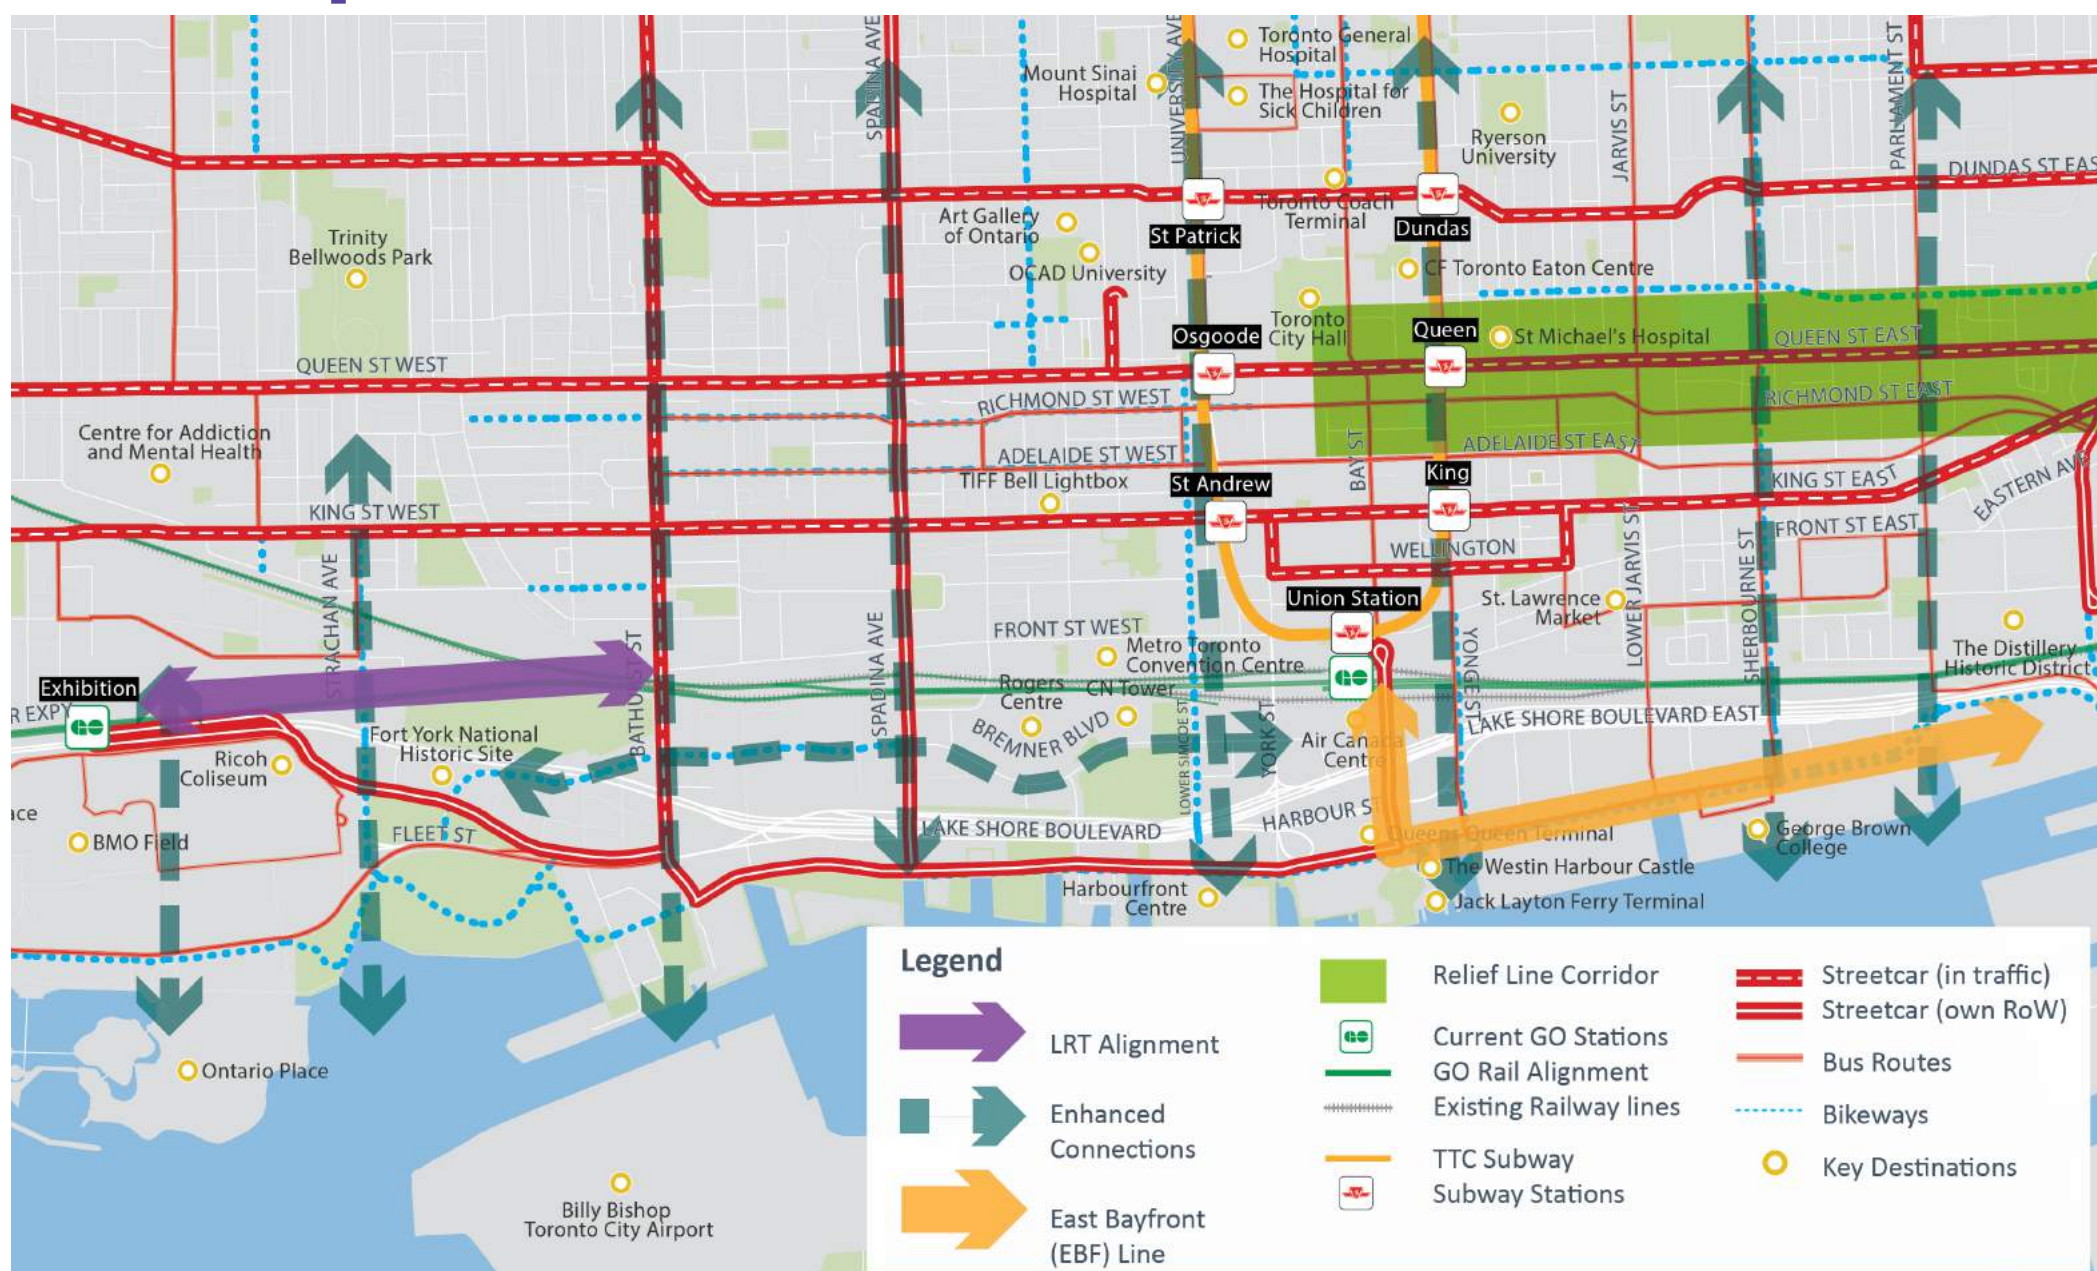 SPADINA AVE
UNIVERSITY AVE
Toronto General
Hospital
Mount Sinai
Hospital
The Hospital for
Sick Children
Ryerson
University
JARVIS ST
PARLIAMENT ST
DUNDAS ST EAS
Toronto Coach
Terminal
St Patrick
Dundas
Art Gallery
of Ontario
OCAD University
Trinity
Bellwoods Park
CF Toronto Eaton Centre
Toronto
City Hall
Osgoode
Queen
St Michael's Hospital
QUEEN ST EAST
QUEEN ST WEST
RICHMOND ST WEST
RICHMOND ST EAST
Centre for Addiction
and Mental Health
ADELAIDE ST WEST
ADELAIDE ST EAST
BAY ST
TIFF Bell Lightbox
St Andrew
King
KING ST EAST
EASTERN AVE
KING ST WEST
FRONT ST EAST
WELLINGTON
STRACHAN AVE
LOWER JARVIS ST
SHERBOURNE ST
Union Station
St. Lawrence
Market
The Distillery
Historic District
FRONT ST WEST
Metro Toronto
Convention Centre
SPADINA AVE
BATHURST ST
YONGE ST
Exhibition
R EXPY
Rogers
Centre
CN Tower
BREMNER BLVD
LOWER SIMCOE ST
YORK ST
Air Canada
Centre
LAKE SHORE BOULEVARD EAST
Fort York National
Historic Site
Ricoh
Coliseum
ace
BMO Field
FLEET ST
LAKE SHORE BOULEVARD
HARBOUR ST
Queens Queen Terminal
George Brown
College
The Westin Harbour Castle
Jack Layton Ferry Terminal
Harbourfront
Centre
Ontario Place
Billy Bishop
Toronto City Airport
Legend
LRT Alignment
Enhanced
Connections
East Bayfront
(EBF) Line
Relief Line Corridor
Current GO Stations
GO Rail Alignment
Existing Railway lines
TTC Subway
Subway Stations
Streetcar (in traffic)
Streetcar (own RoW)
Bus Routes
Bikeways
Key Destinations